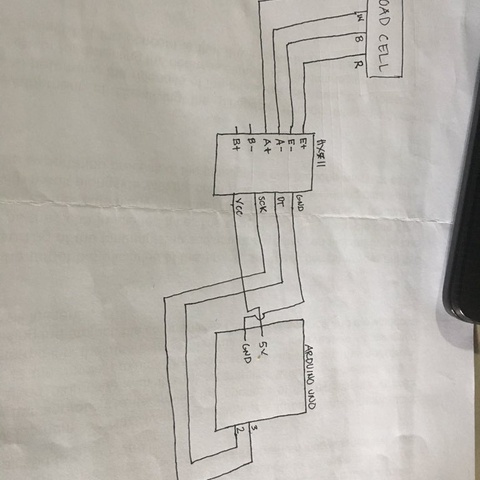 OAD CELL
W
B
R
HX711
E+
E-
A-
A+
B-
B+
GND
DT
SCK
VCC
ARDUINO UNO
5V
GND
3
2